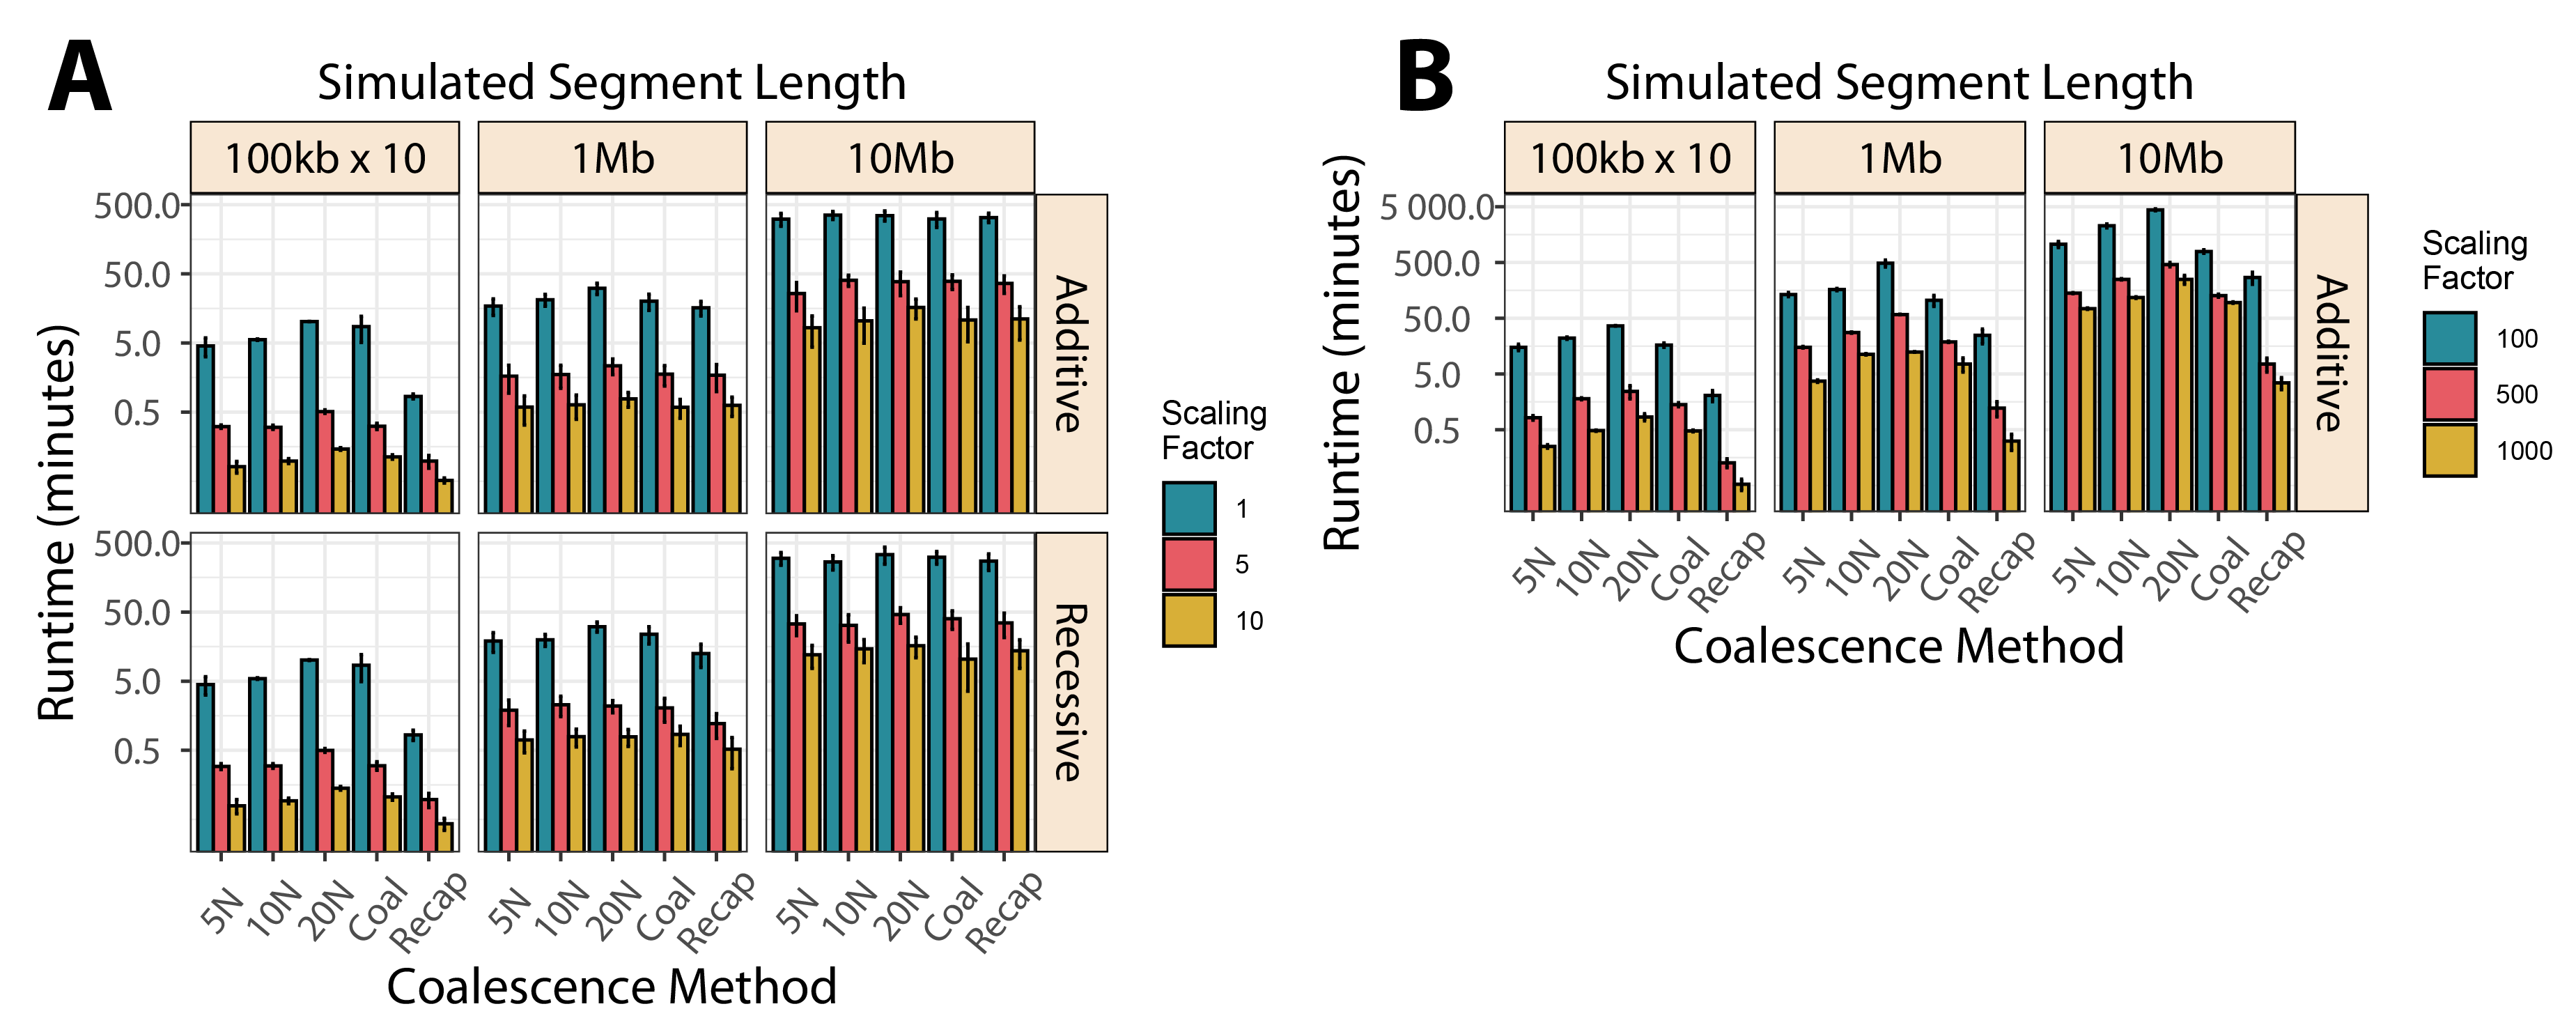 A
Simulated Segment Length
100kb x 10
1Mb
10Mb
500.0
50.0
5.0
0.5
Additive
500.0
50.0
5.0
0.5
Recessive
Runtime (minutes)
5N
10N
20N
Coal
Recap
5N
10N
20N
Coal
Recap
5N
10N
20N
Coal
Recap
Coalescence Method
Scaling
Factor
1
5
10
B
Simulated Segment Length
100kb x 10
1Mb
10Mb
5 000.0
500.0
50.0
5.0
0.5
Additive
Runtime (minutes)
5N
10N
20N
Coal
Recap
5N
10N
20N
Coal
Recap
5N
10N
20N
Coal
Recap
Coalescence Method
Scaling
Factor
100
500
1000